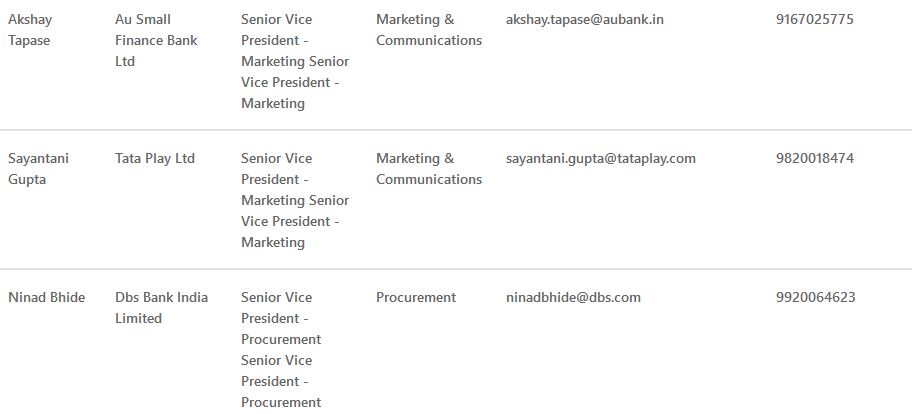 Akshay Tapase
Au Small Finance Bank Ltd
Senior Vice President - Marketing Senior Vice President - Marketing
Marketing & Communications
akshay.tapase@aubank.in
9167025775
Sayantani Gupta
Tata Play Ltd
Senior Vice President - Marketing Senior Vice President - Marketing
Marketing & Communications
sayantani.gupta@tataplay.com
9820018474
Ninad Bhide
Dbs Bank India Limited
Senior Vice President - Procurement Senior Vice President - Procurement
Procurement
ninadbhide@dbs.com
9920064623